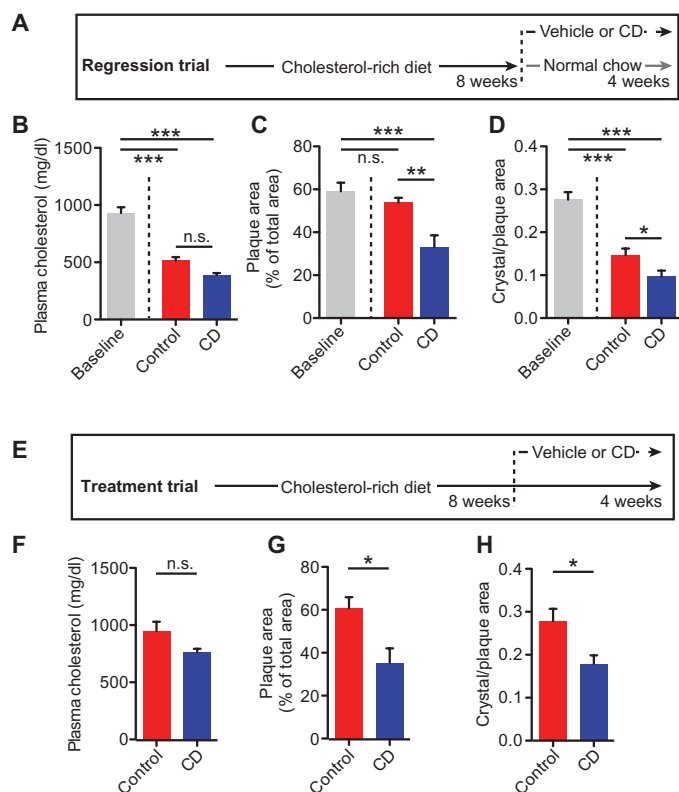 A
Vehicle or CD
Regression trial
Cholesterol-rich diet
Normal chow
8 weeks
4 weeks
B
Plasma cholesterol (mg/dl)
1500
1000
500
0
***
***
n.s.
Baseline
Control
CD
C
Plaque area
(% of total area)
80
60
40
20
0
***
n.s.
**
Baseline
Control
CD
D
Crystal/plaque area
0.4
0.3
0.2
0.1
0.0
***
***
*
Baseline
Control
CD
E
Vehicle or CD
Treatment trial
Cholesterol-rich diet
8 weeks
4 weeks
F
Plasma cholesterol (mg/dl)
1500
1000
500
0
n.s.
Control
CD
G
Plaque area
(% of total area)
80
60
40
20
0
*
Control
CD
H
Crystal/plaque area
0.4
0.3
0.2
0.1
0.0
*
Control
CD